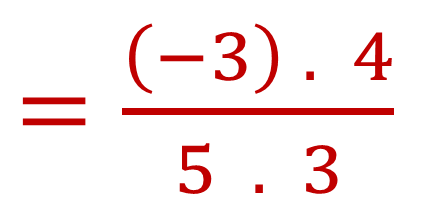 = (−3) . 4
5 . 3